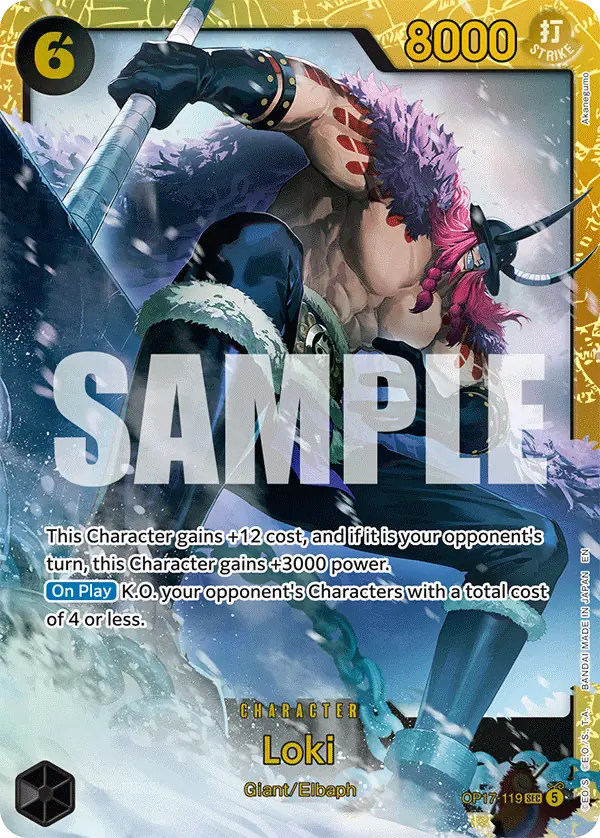 6
8000
打
STRIKE
Akanegumo
SAMPLE
This Character gains +12 cost, and if it is your opponent's
turn, this Character gains +3000 power.
On Play K.O. your opponent's Characters with a total cost
of 4 or less.
CHARACTER
Loki
Giant/Elbaph
OP17-119 SEC 5
©EO/S. ©E.O./S.,T.A. BANDAI MADE IN JAPAN EN